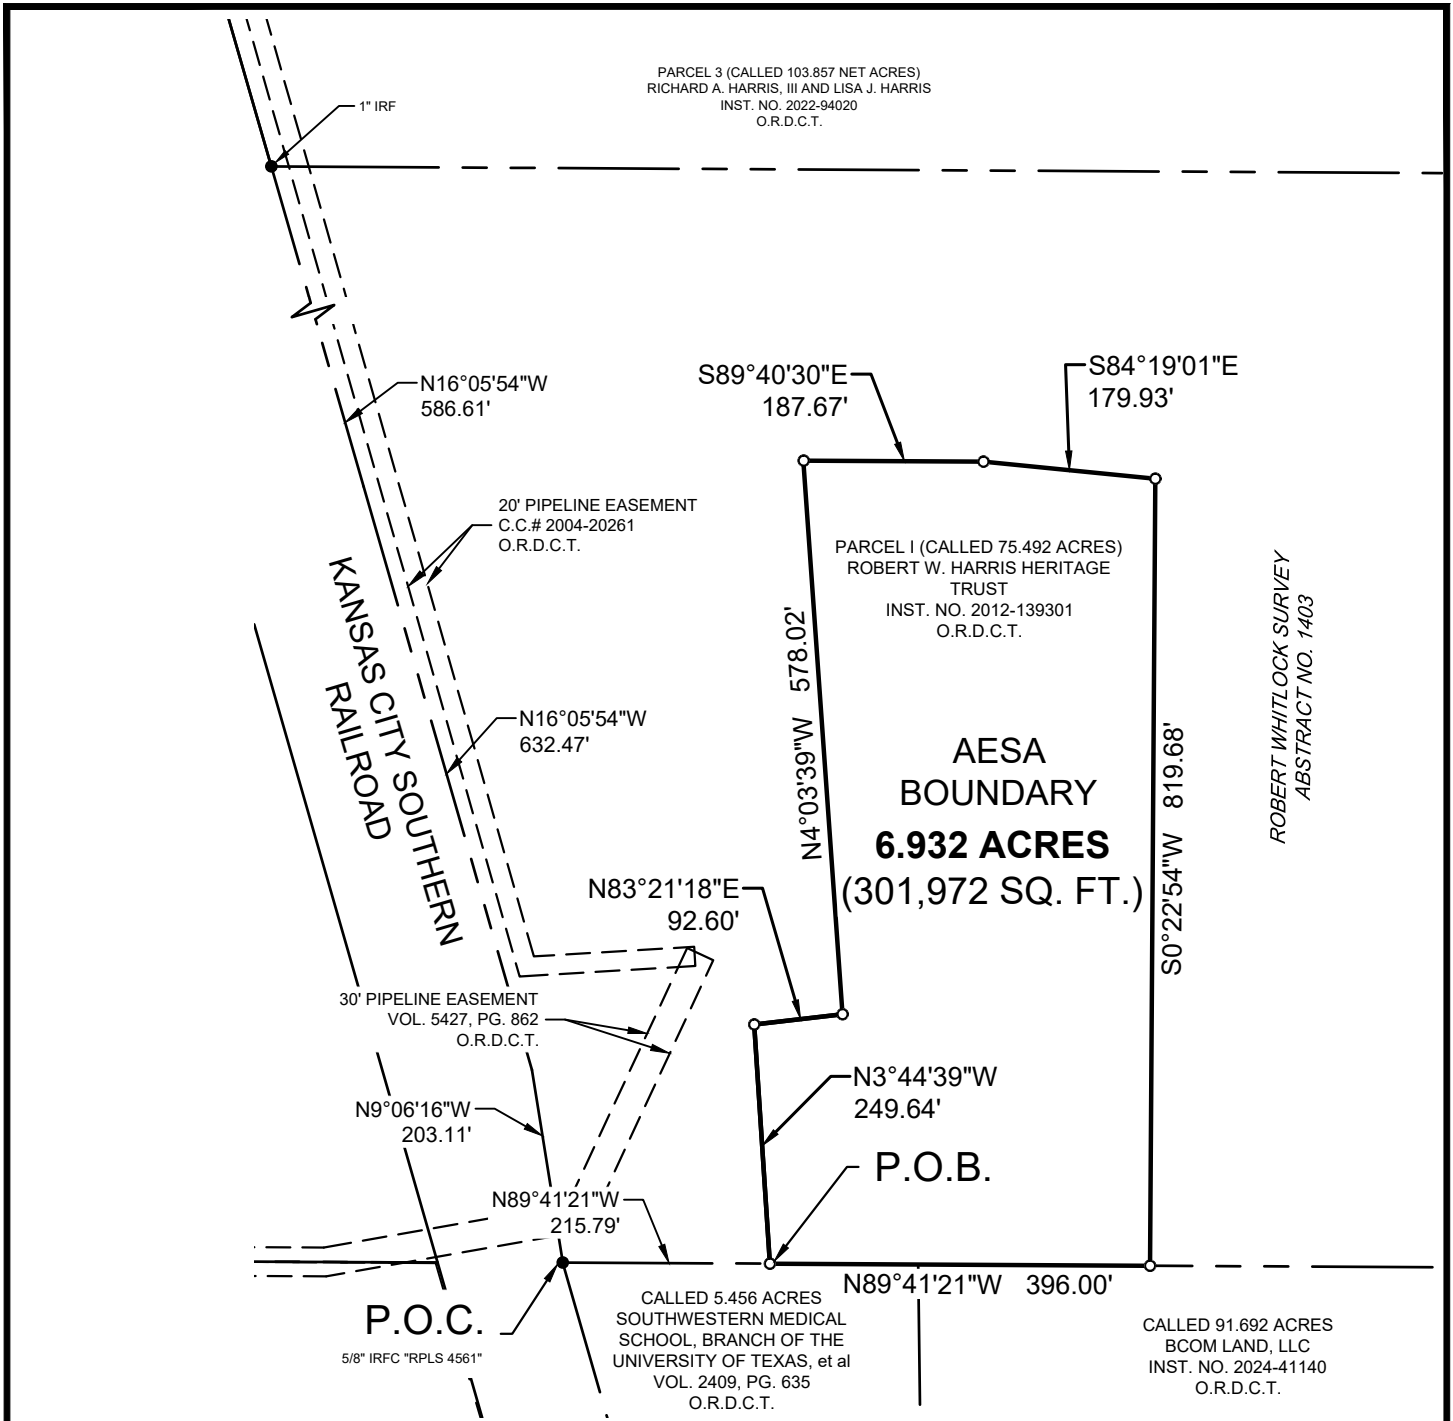 PARCEL 3 (CALLED 103.857 NET ACRES)
RICHARD A. HARRIS, III AND LISA J. HARRIS
INST. NO. 2022-94020
O.R.D.C.T.
1" IRF
N16°05'54"W
586.61'
S89°40'30"E
187.67'
S84°19'01"E
179.93'
20' PIPELINE EASEMENT
C.C.# 2004-20261
O.R.D.C.T.
PARCEL I (CALLED 75.492 ACRES)
ROBERT W. HARRIS HERITAGE
TRUST
INST. NO. 2012-139301
O.R.D.C.T.
ROBERT WHITLOCK SURVEY
ABSTRACT NO. 1403
KANSAS CITY SOUTHERN
RAILROAD
N16°05'54"W
632.47'
N4°03'39"W 578.02'
AESA
BOUNDARY
6.932 ACRES
(301,972 SQ. FT.)
S0°22'54"W 819.68'
N83°21'18"E
92.60'
30' PIPELINE EASEMENT
VOL. 5427, PG. 862
O.R.D.C.T.
N3°44'39"W
249.64'
N9°06'16"W
203.11'
P.O.B.
N89°41'21"W
215.79'
N89°41'21"W 396.00'
P.O.C.
5/8" IRFC "RPLS 4561"
CALLED 5.456 ACRES
SOUTHWESTERN MEDICAL
SCHOOL, BRANCH OF THE
UNIVERSITY OF TEXAS, et al
VOL. 2409, PG. 635
O.R.D.C.T.
CALLED 91.692 ACRES
BCOM LAND, LLC
INST. NO. 2024-41140
O.R.D.C.T.